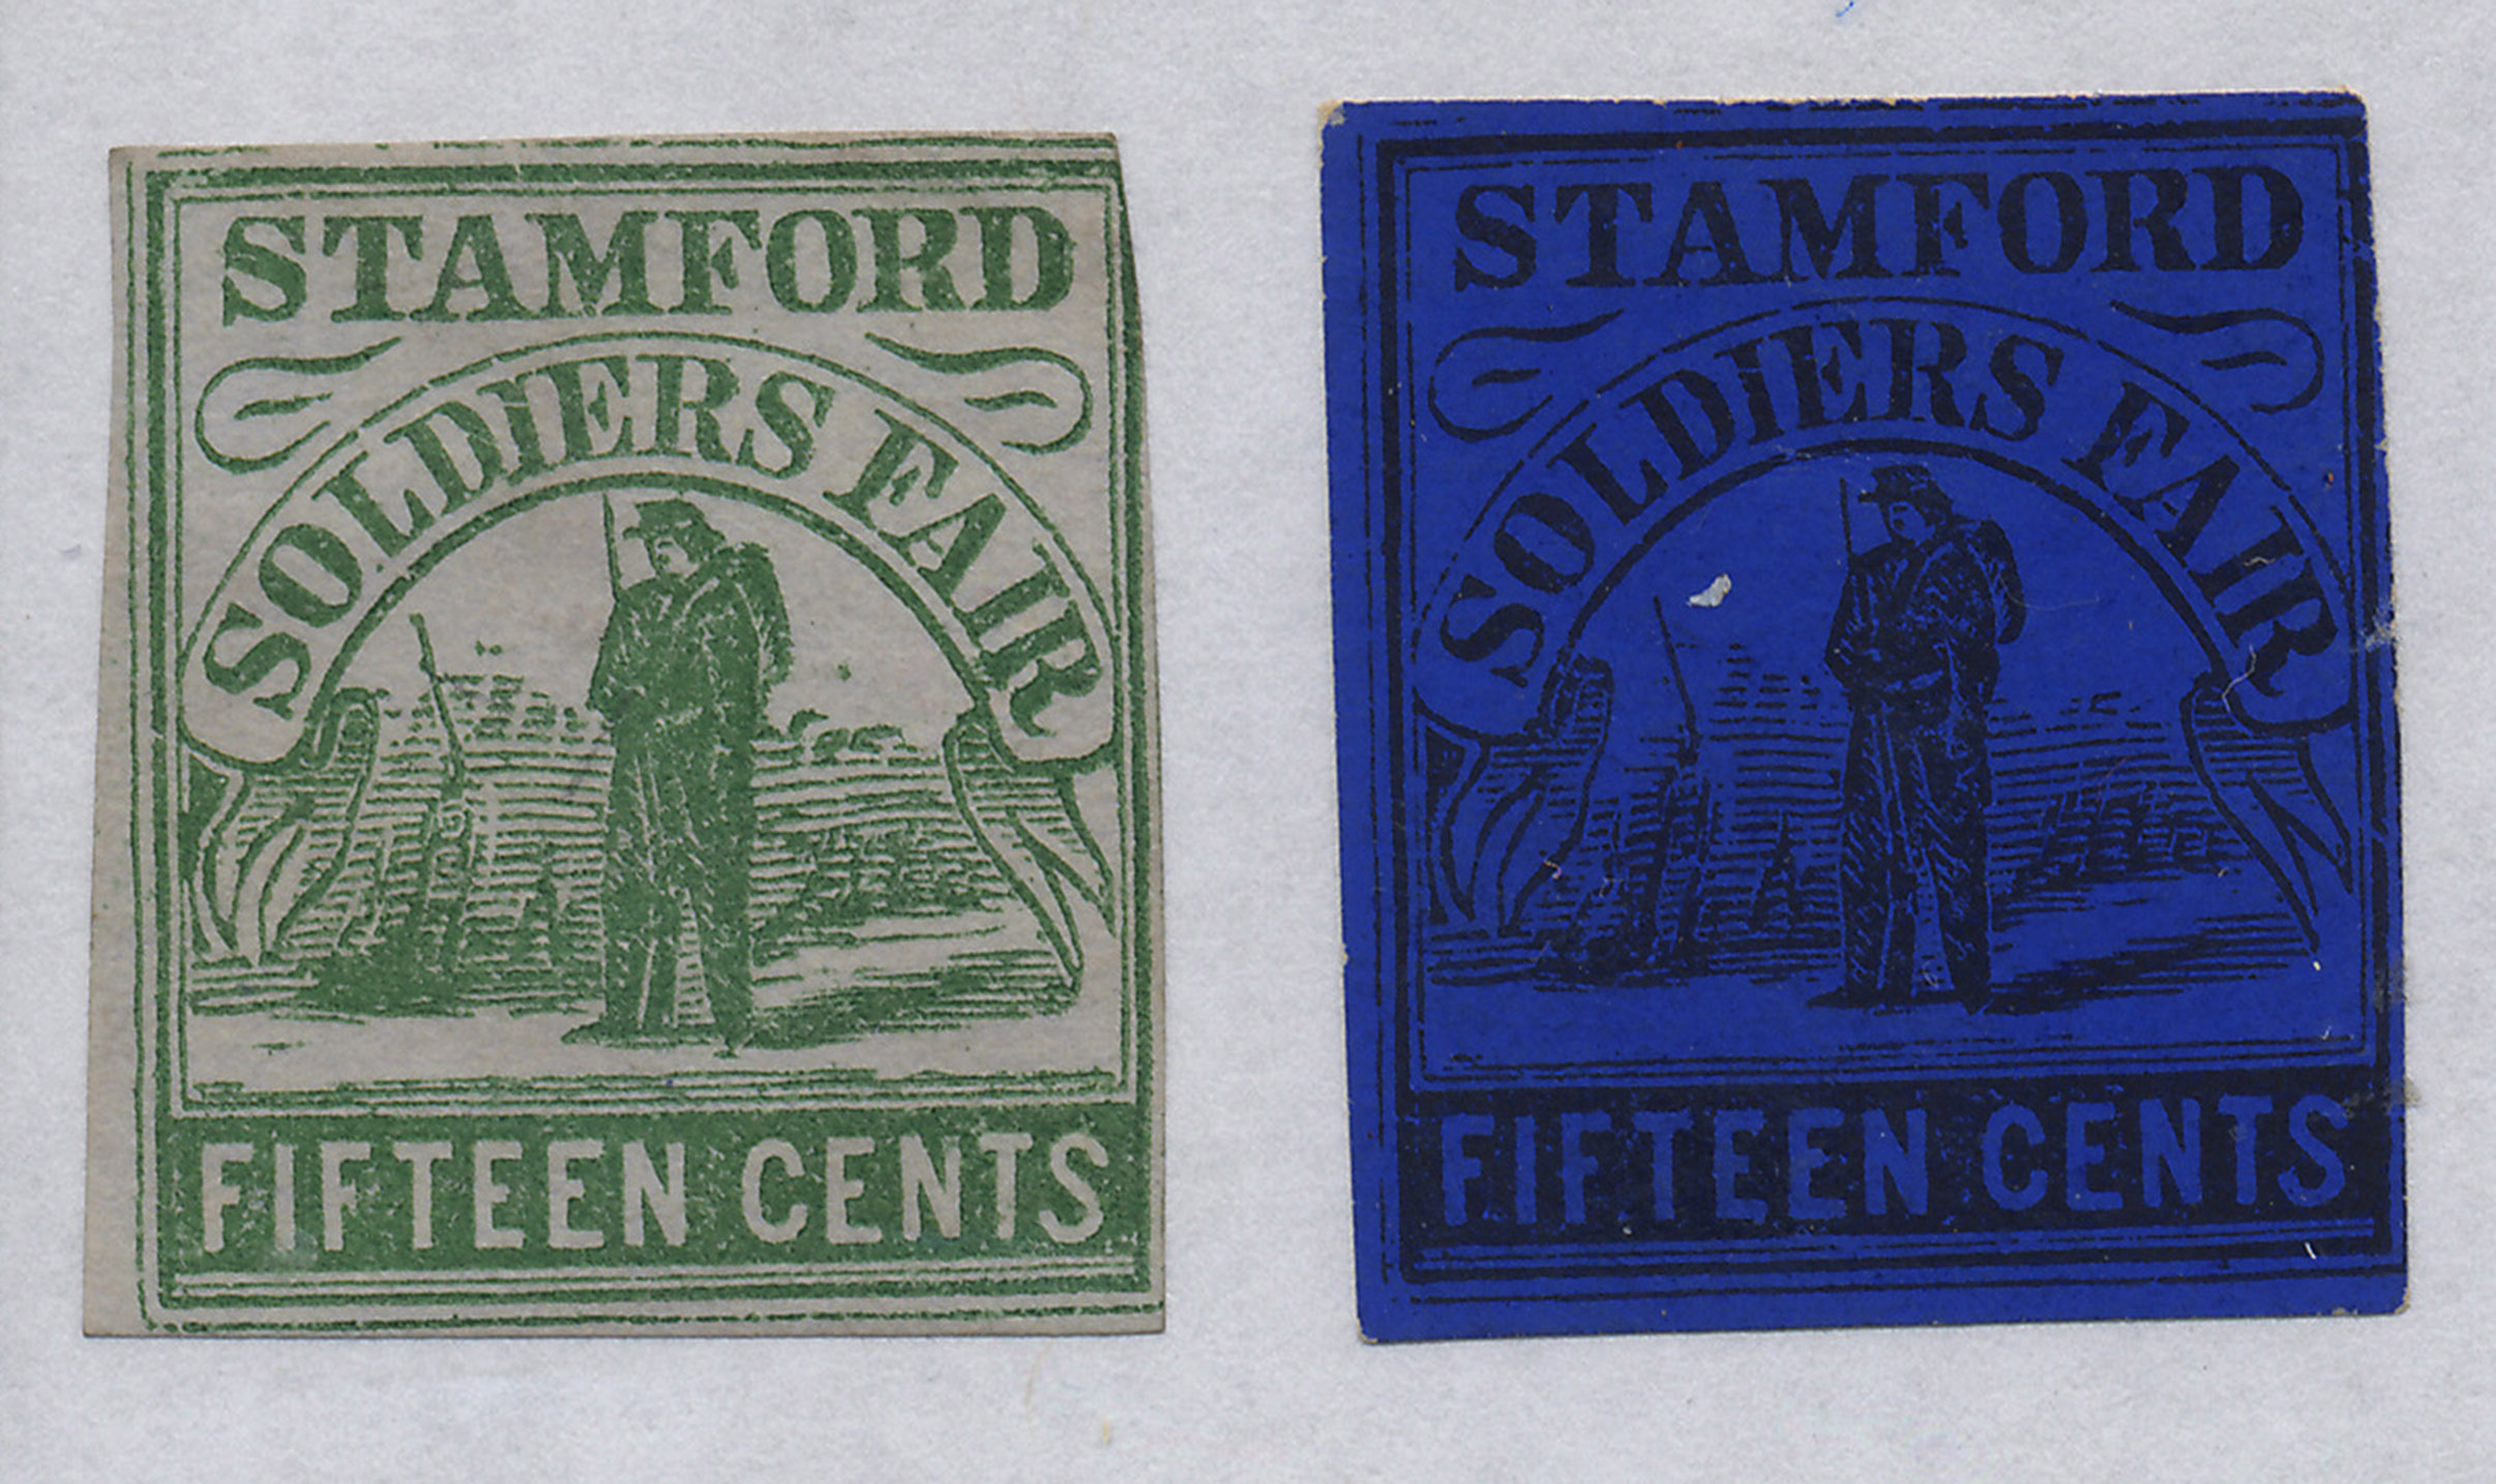 STAMFORD
SOLDIERS FAIR
FIFTEEN CENTS
STAMFORD
SOLDIERS FAIR
FIFTEEN CENTS